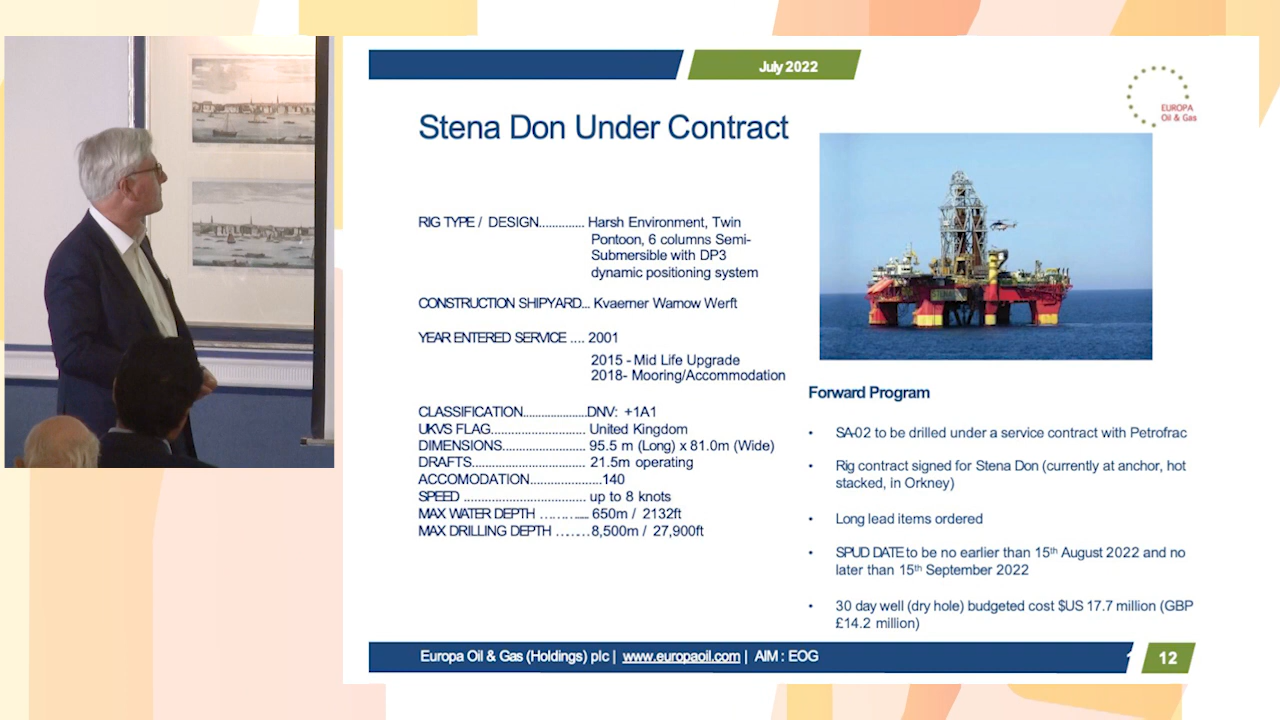 July 2022
EUROPA
Oil & Gas
Stena Don Under Contract
RIG TYPE / DESIGN.............. Harsh Environment, Twin
Pontoon, 6 columns Semi-
Submersible with DP3
dynamic positioning system
CONSTRUCTION SHIPYARD... Kvaerner Warnow Werft
YEAR ENTERED SERVICE .... 2001
2015 - Mid Life Upgrade
2018- Mooring/Accommodation
CLASSIFICATION......................DNV: +1A1
UKVS FLAG............................. United Kingdom
DIMENSIONS......................... 95.5 m (Long) x 81.0m (Wide)
DRAFTS.................................. 21.5m operating
ACCOMODATION......................140
SPEED ..................................... up to 8 knots
MAX WATER DEPTH ………...... 650m / 2132ft
MAX DRILLING DEPTH ………8,500m / 27,900ft
Forward Program
• SA-02 to be drilled under a service contract with Petrofrac
• Rig contract signed for Stena Don (currently at anchor, hot
stacked, in Orkney)
• Long lead items ordered
• SPUD DATE to be no earlier than 15th August 2022 and no
later than 15th September 2022
• 30 day well (dry hole) budgeted cost $US 17.7 million (GBP
£14.2 million)
Europa Oil & Gas (Holdings) plc | www.europaoil.com | AIM : EOG
12